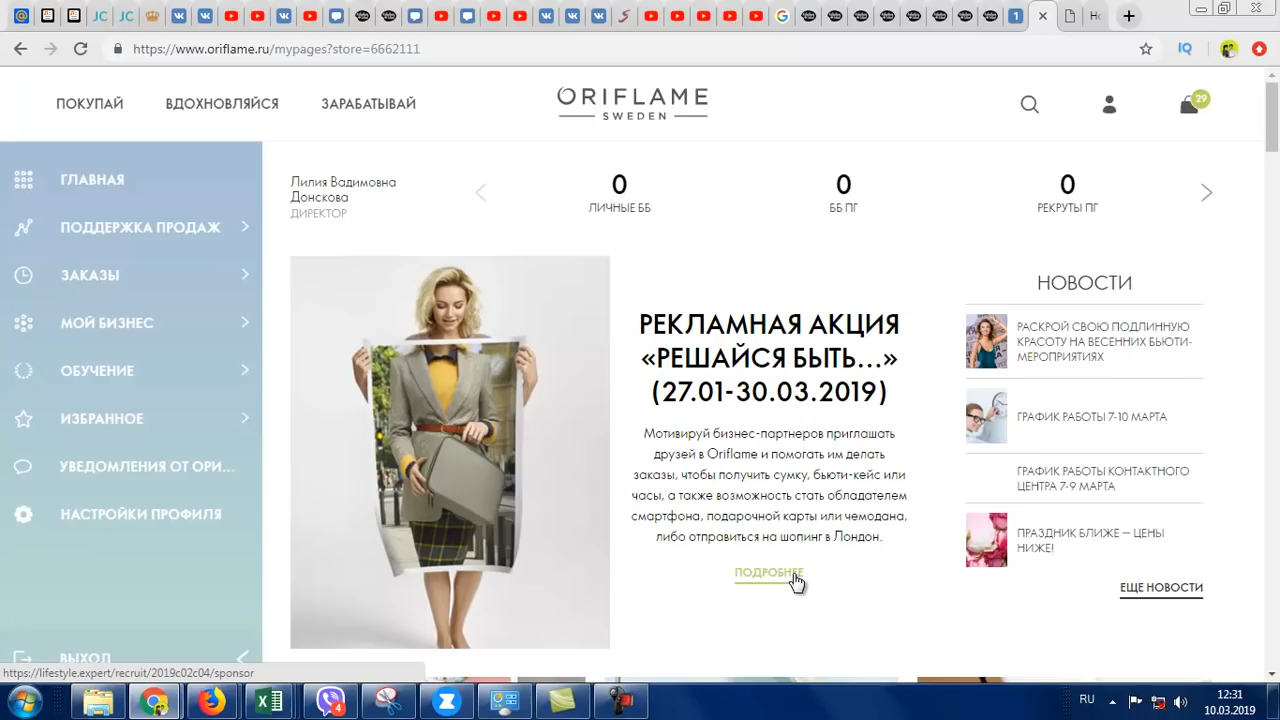 JC
JC
1
Не
https://www.oriflame.ru/mypages?store=6662111
IQ
ПОКУПАЙ
ВДОХНОВЛЯЙСЯ
ЗАРАБАТЫВАЙ
ORIFLAME
SWEDEN
29
ГЛАВНАЯ
ПОДДЕРЖКА ПРОДАЖ
ЗАКАЗЫ
МОЙ БИЗНЕС
ОБУЧЕНИЕ
ИЗБРАННОЕ
УВЕДОМЛЕНИЯ ОТ ОРИ...
НАСТРОЙКИ ПРОФИЛЯ
ВЫХОД
Лилия Вадимовна
Донскова
ДИРЕКТОР
0
ЛИЧНЫЕ ББ
0
ББ ПГ
0
РЕКРУТЫ ПГ
РЕКЛАМНАЯ АКЦИЯ
«РЕШАЙСЯ БЫТЬ...»
(27.01-30.03.2019)
Мотивируй бизнес-партнеров приглашать
друзей в Oriflame и помогать им делать
заказы, чтобы получить сумку, бьюти-кейс или
часы, а также возможность стать обладателем
смартфона, подарочной карты или чемодана,
либо отправиться на шопинг в Лондон.
ПОДРОБНЕЕ
НОВОСТИ
РАСКРОЙ СВОЮ ПОДЛИННУЮ
КРАСОТУ НА ВЕСЕННИХ БЬЮТИ-
МЕРОПРИЯТИЯХ
ГРАФИК РАБОТЫ 7-10 МАРТА
ГРАФИК РАБОТЫ КОНТАКТНОГО
ЦЕНТРА 7-9 МАРТА
ПРАЗДНИК БЛИЖЕ — ЦЕНЫ
НИЖЕ!
ЕЩЕ НОВОСТИ
https://lifestyle.expert/recruit/2019c02c04/sponsor
4
RU
12:31
10.03.2019